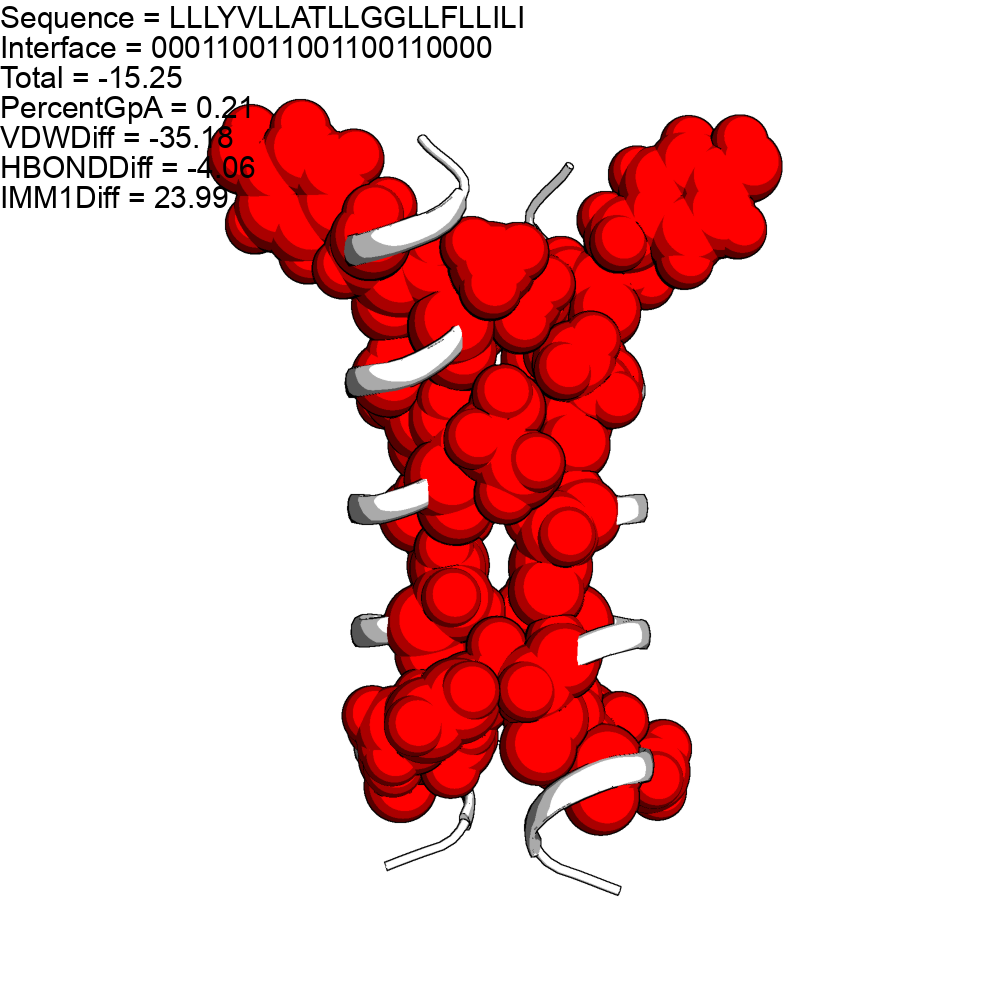 Sequence = LLLYVLLATLLGGLLFLLILI
Interface = 000110011001100110000
Total = -15.25
PercentGpA = 0.21
VDWDiff = -35.18
HBONDDiff = -4.06
IMM1Diff = 23.99